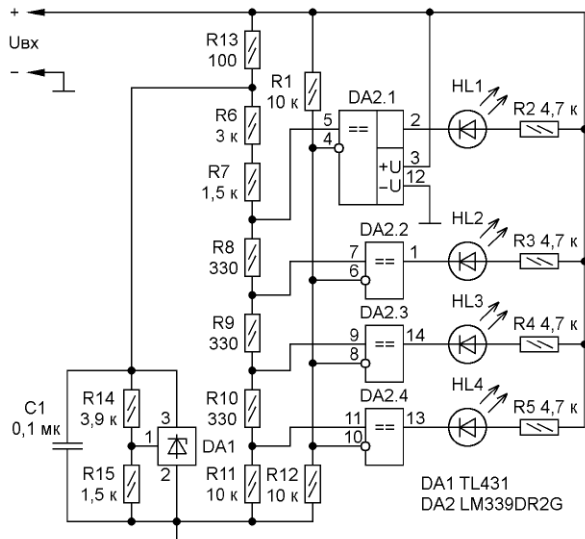 +
Uвх
−
R13
100
R1
10 к
R6
3 к
R7
1,5 к
R8
330
R9
330
R10
330
R11
10 к
R12
10 к
R14
3,9 к
R15
1,5 к
C1
0,1 мк
DA1
1
2
3
DA2.1
==
5
4
2
3
12
+U
−U
HL1
R2 4,7 к
DA2.2
==
7
6
1
HL2
R3 4,7 к
DA2.3
==
9
8
14
HL3
R4 4,7 к
DA2.4
==
11
10
13
HL4
R5 4,7 к
DA1 TL431
DA2 LM339DR2G